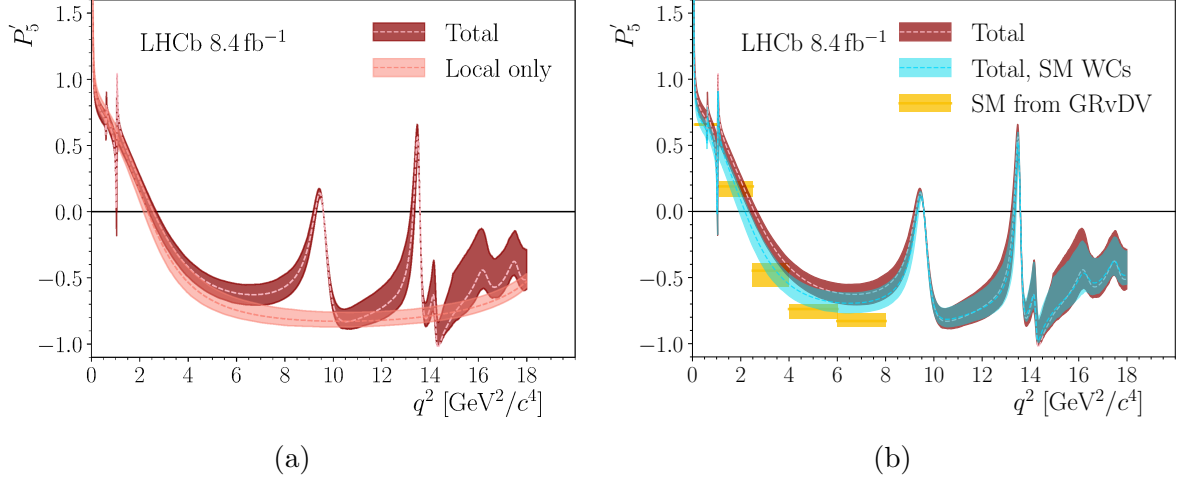 P′5
1.5
1.0
0.5
0.0
−0.5
−1.0
0 2 4 6 8 10 12 14 16 18
q² [GeV²/c⁴]
LHCb 8.4 fb⁻¹
Total
Local only
(a)
P′5
1.5
1.0
0.5
0.0
−0.5
−1.0
0 2 4 6 8 10 12 14 16 18
q² [GeV²/c⁴]
LHCb 8.4 fb⁻¹
Total
Total, SM WCs
SM from GRvDV
(b)